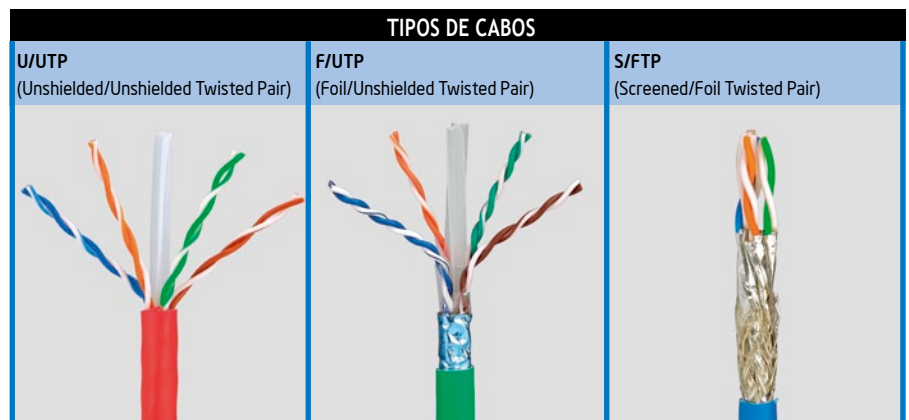 TIPOS DE CABOS
U/UTP
(Unshielded/Unshielded Twisted Pair)
F/UTP
(Foil/Unshielded Twisted Pair)
S/FTP
(Screened/Foil Twisted Pair)